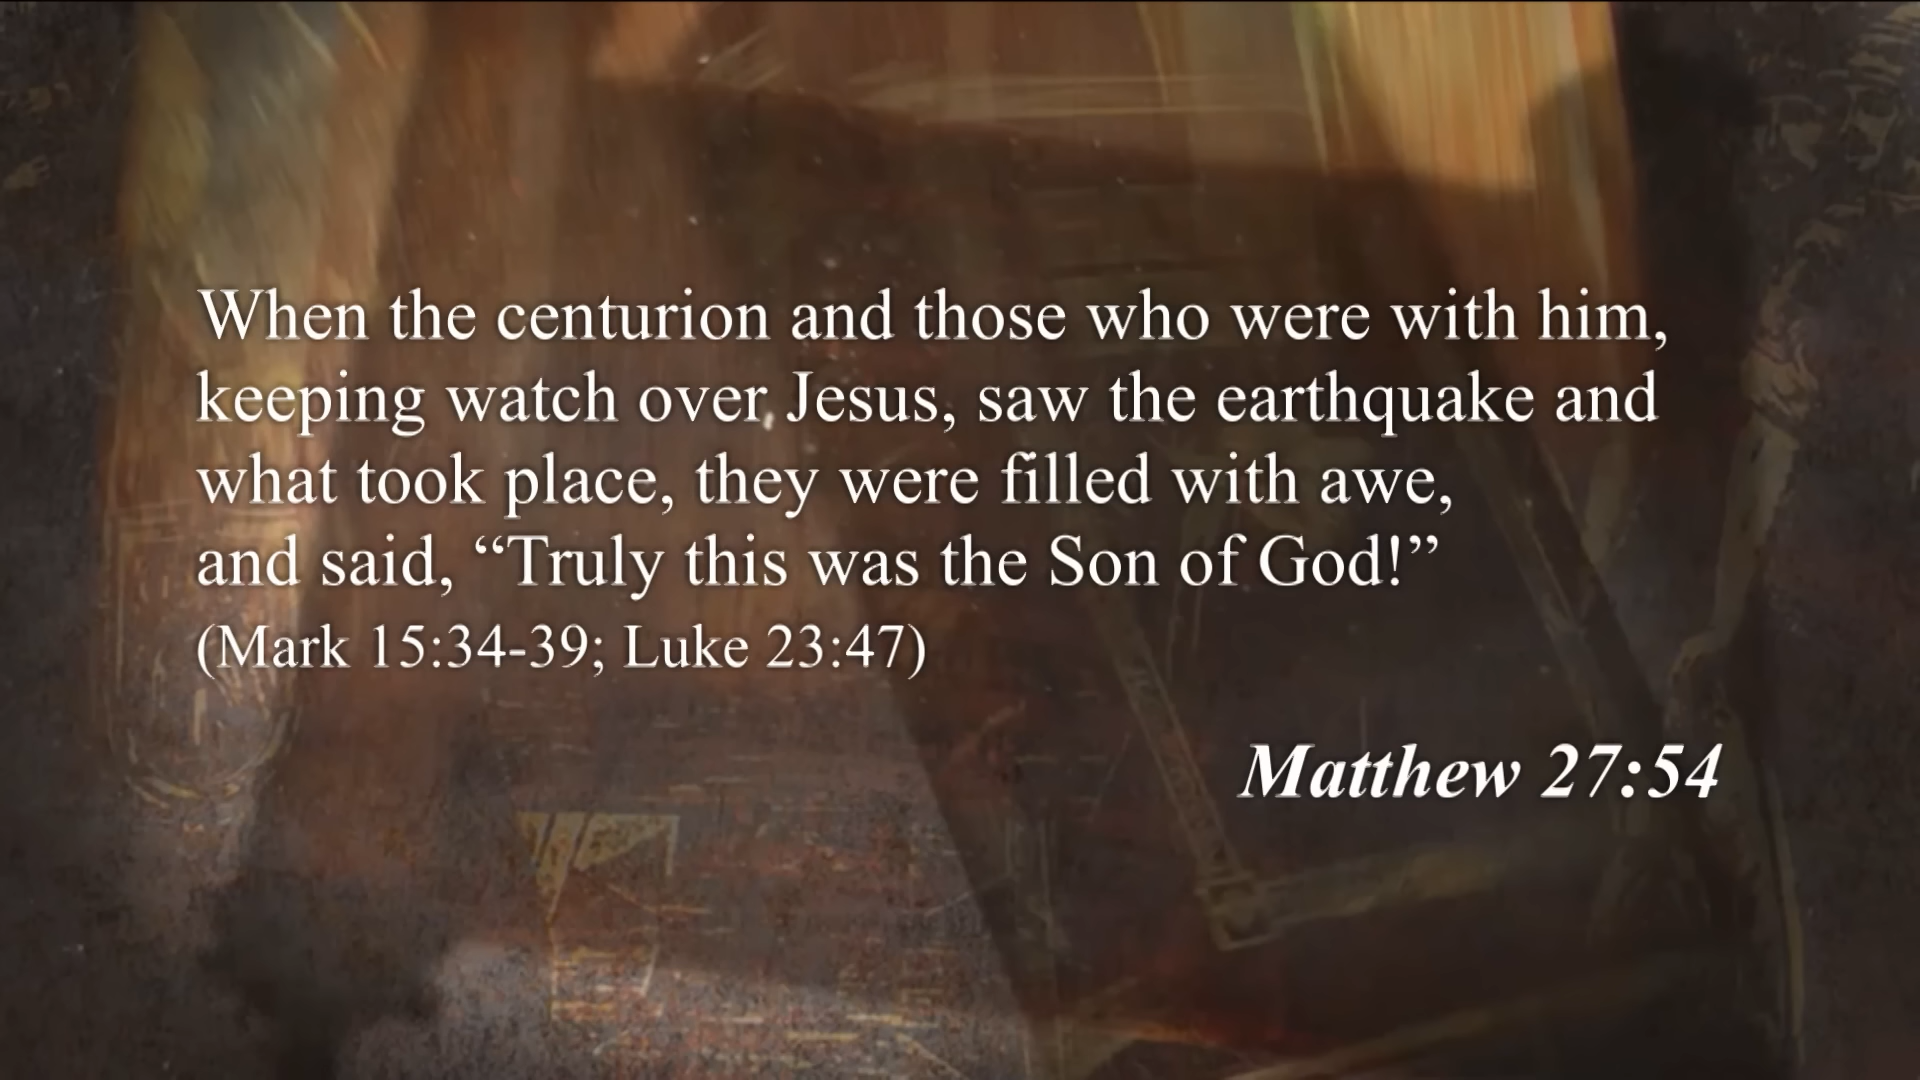 When the centurion and those who were with him,
keeping watch over Jesus, saw the earthquake and
what took place, they were filled with awe,
and said, “Truly this was the Son of God!”
(Mark 15:34-39; Luke 23:47)
Matthew 27:54